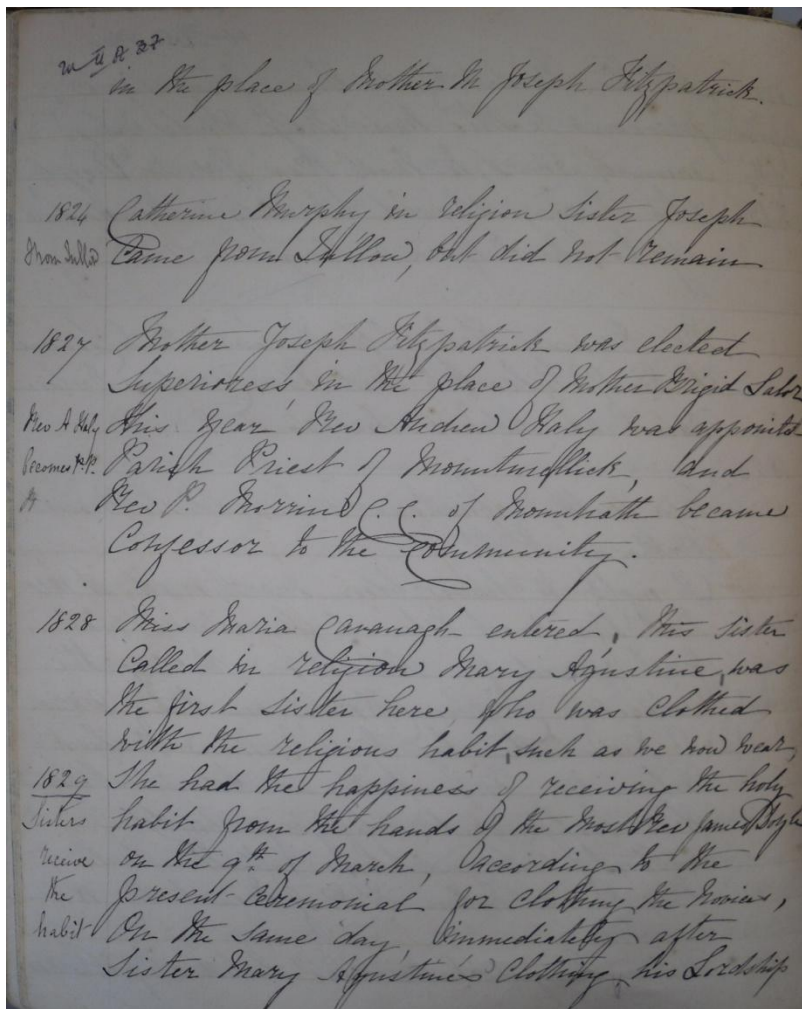 in the place of Mother M Joseph Fitzpatrick.
1826 Catherine Murphy in religion Sister Joseph
From Tullow Came from Tullow, but did not remain
1827 Mother Joseph Fitzpatrick was elected
Superioress, in the place of Mother Brigid Lalor
Rev A Haly this year Rev Andrew Haly was appointed
becomes P.P. Parish Priest of Mountmellick, and
Rev P. Morrin C.C. of Mountrath became
Confessor to the Community.
1828 Miss Maria Cavanagh entered, this sister
Called in religion Mary Agustine, was
the first Sister here, who was Clothed
with the religious habit, such as we now wear,
1829 She had the happiness of receiving the holy
Sisters habit from the hands of the Most Rev James Doyle
receive on the 9th of March, according to the
the present ceremonial for clothing the Novices,
habit On the same day, immediately after
Sister Mary Agustine's Clothing, his Lordship